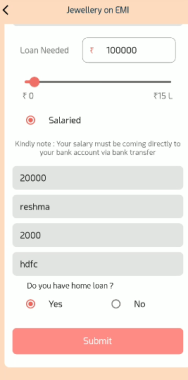 Jewellery on EMI
Loan Needed ₹ 100000
₹ 0 ₹15 L
Salaried
Kindly note : Your salary must be coming directly to
your bank account via bank transfer
20000
reshma
2000
hdfc
Do you have home loan ?
Yes No
Submit